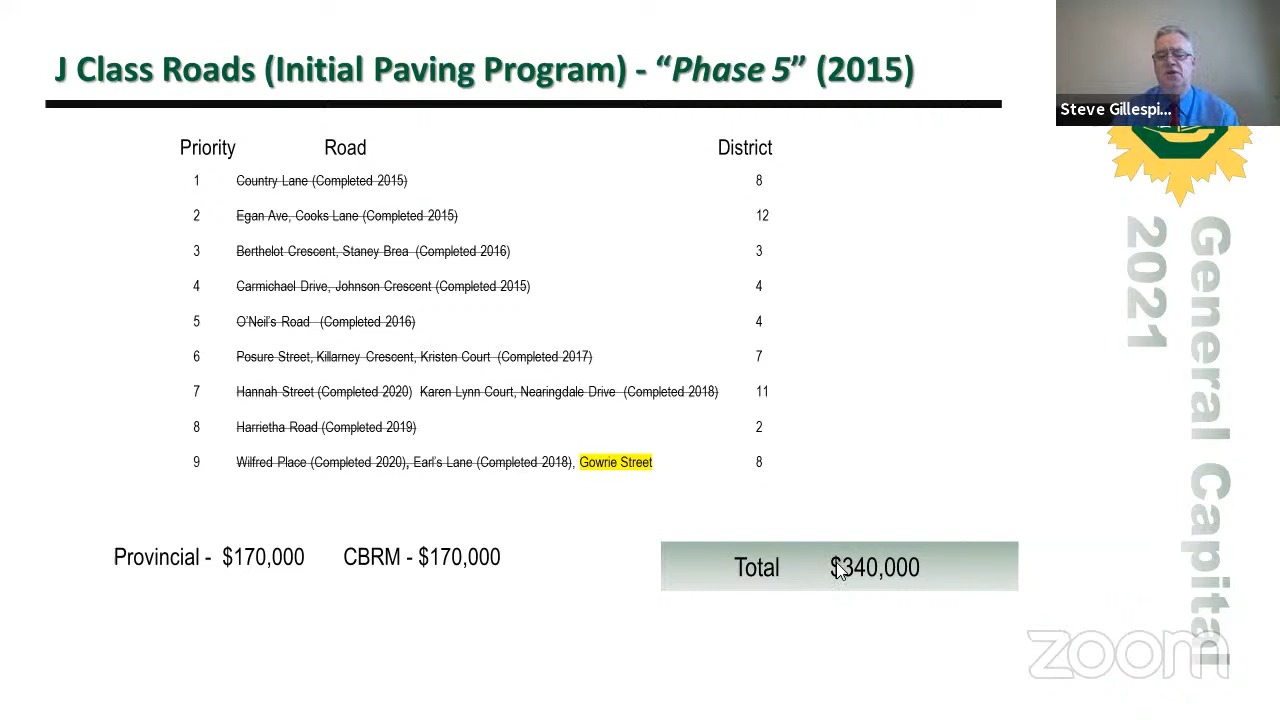 J Class Roads (Initial Paving Program) - “Phase 5” (2015)
Steve Gillespi...
Priority Road District
1 Country Lane (Completed 2015) 8
2 Egan Ave, Cooks Lane (Completed 2015) 12
3 Berthelot Crescent, Staney Brea (Completed 2016) 3
4 Carmichael Drive, Johnson Crescent (Completed 2015) 4
5 O’Neil’s Road (Completed 2016) 4
6 Posure Street, Killarney Crescent, Kristen Court (Completed 2017) 7
7 Hannah Street (Completed 2020) Karen Lynn Court, Nearingdale Drive (Completed 2018) 11
8 Harrietha Road (Completed 2019) 2
9 Wilfred Place (Completed 2020), Earl’s Lane (Completed 2018), Gowrie Street 8
Provincial - $170,000 CBRM - $170,000
Total $340,000
General Capital
2021
zoom